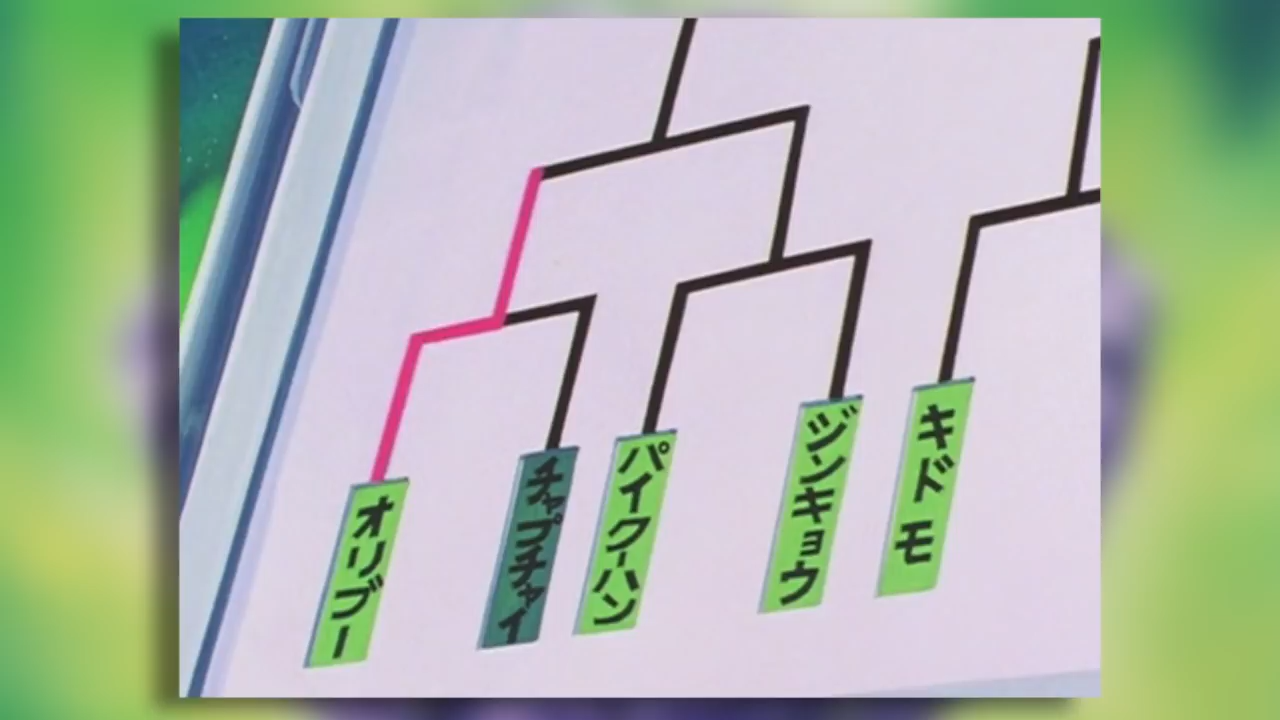 オリブー
チャプチャイ
パイクーハン
ジンキョウ
キドモ